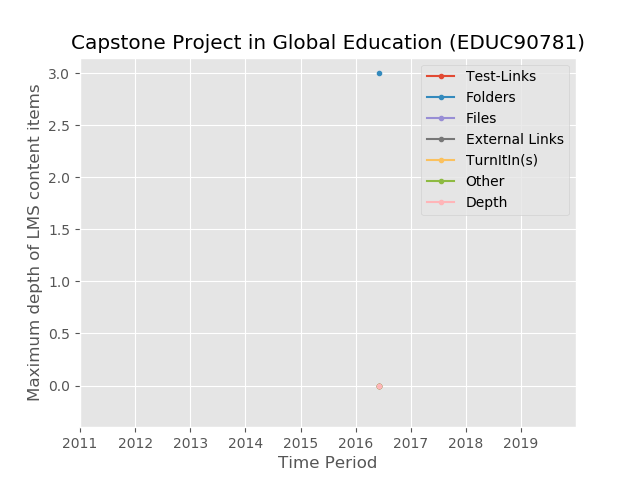 Capstone Project in Global Education (EDUC90781)
Maximum depth of LMS content items
3.0
2.5
2.0
1.5
1.0
0.5
0.0
Test-Links
Folders
Files
External Links
TurnItIn(s)
Other
Depth
2011 2012 2013 2014 2015 2016 2017 2018 2019
Time Period